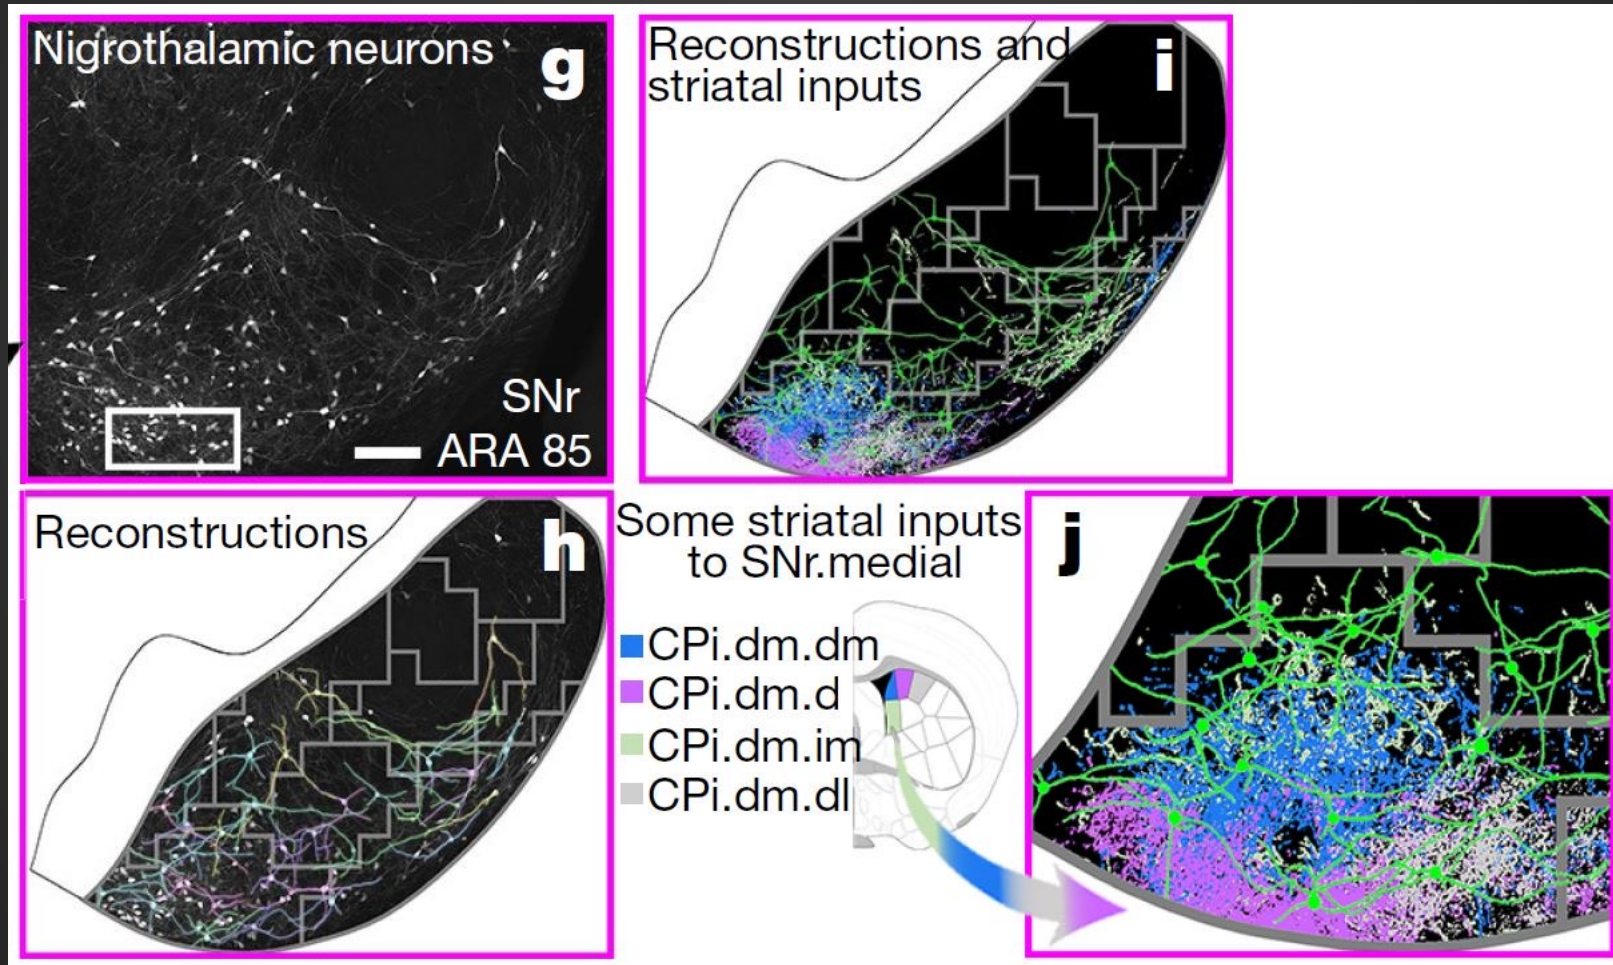 Nigrothalamic neurons
g
SNr
ARA 85
Reconstructions and
striatal inputs
i
Reconstructions
h
Some striatal inputs
to SNr.medial
CPi.dm.dm
CPi.dm.d
CPi.dm.im
CPi.dm.dl
j